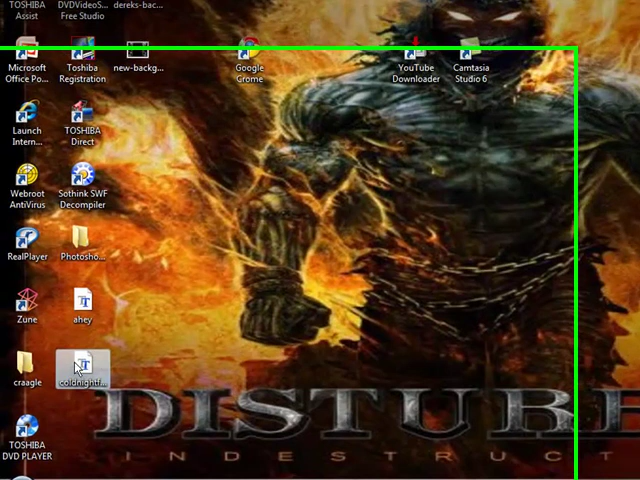 TOSHIBA
Assist
DVDVideoS...
Free Studio
dereks-bac...
Microsoft
Office Po...
Toshiba
Registration
new-backg...
Google
Crome
YouTube
Downloader
Camtasia
Studio 6
Launch
Intern...
TOSHIBA
Direct
Webroot
AntiVirus
Sothink SWF
Decompiler
RealPlayer
Photosho...
Zune
ahey
craagle
coldnightf...
TOSHIBA
DVD PLAYER
DISTURBE
INDESTRUCT